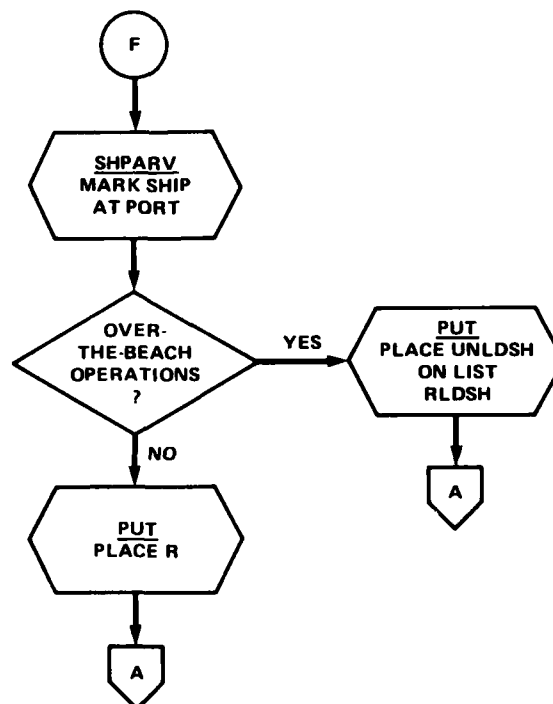 F
SHPARV
MARK SHIP
AT PORT
OVER-
THE-BEACH
OPERATIONS
?
YES
PUT
PLACE UNLDSH
ON LIST
RLDSH
A
NO
PUT
PLACE R
A